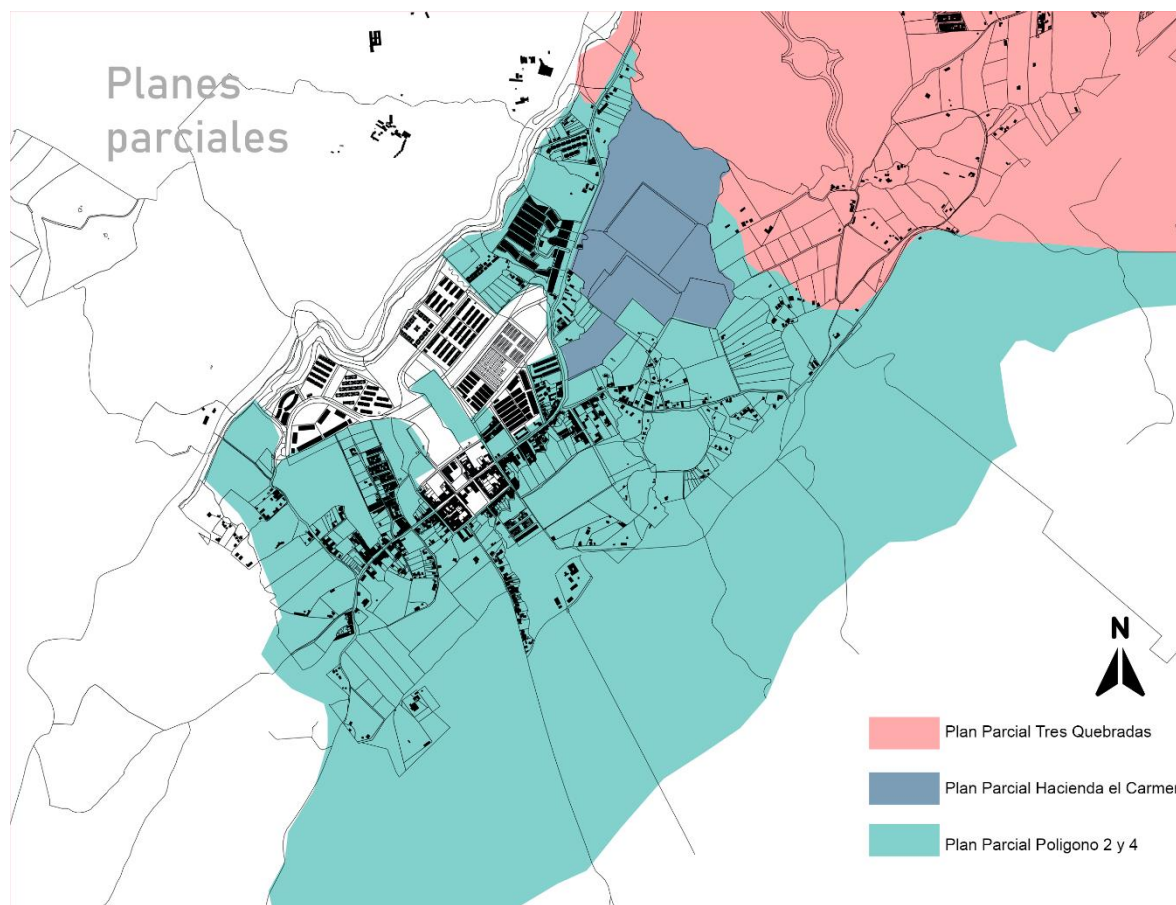 Planes
parciales
N
Plan Parcial Tres Quebradas
Plan Parcial Hacienda el Carmen
Plan Parcial Poligono 2 y 4